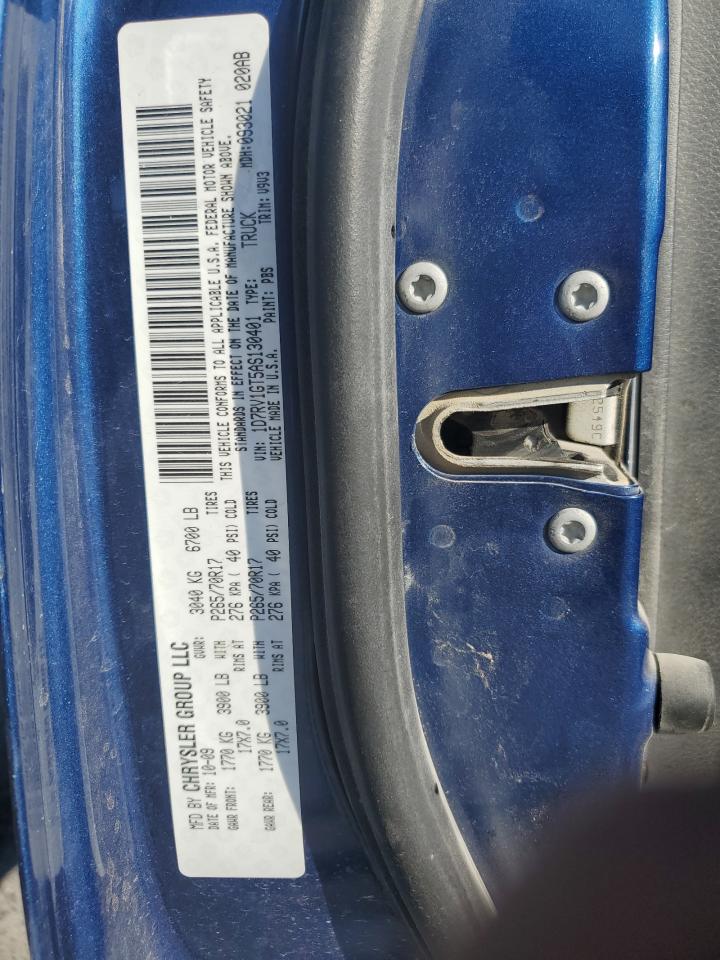 MFD BY CHRYSLER GROUP LLC
DATE OF MFR: 10-09 GVWR: 3040 KG 6700 LB
GAWR FRONT: 1770 KG 3900 LB WITH P265/70R17 TIRES
17X7.0 RIMS AT 276 KPA ( 40 PSI) COLD
GAWR REAR: 1770 KG 3900 LB WITH P265/70R17 TIRES
17X7.0 RIMS AT 276 KPA ( 40 PSI) COLD
THIS VEHICLE CONFORMS TO ALL APPLICABLE U.S.A. FEDERAL MOTOR VEHICLE SAFETY
STANDARDS IN EFFECT ON THE DATE OF MANUFACTURE SHOWN ABOVE.
VIN: 1D7RV1GT5AS130401 TYPE: TRUCK MDH:093021 020AB
VEHICLE MADE IN U.S.A. PAINT: PBS TRIM: V9V3